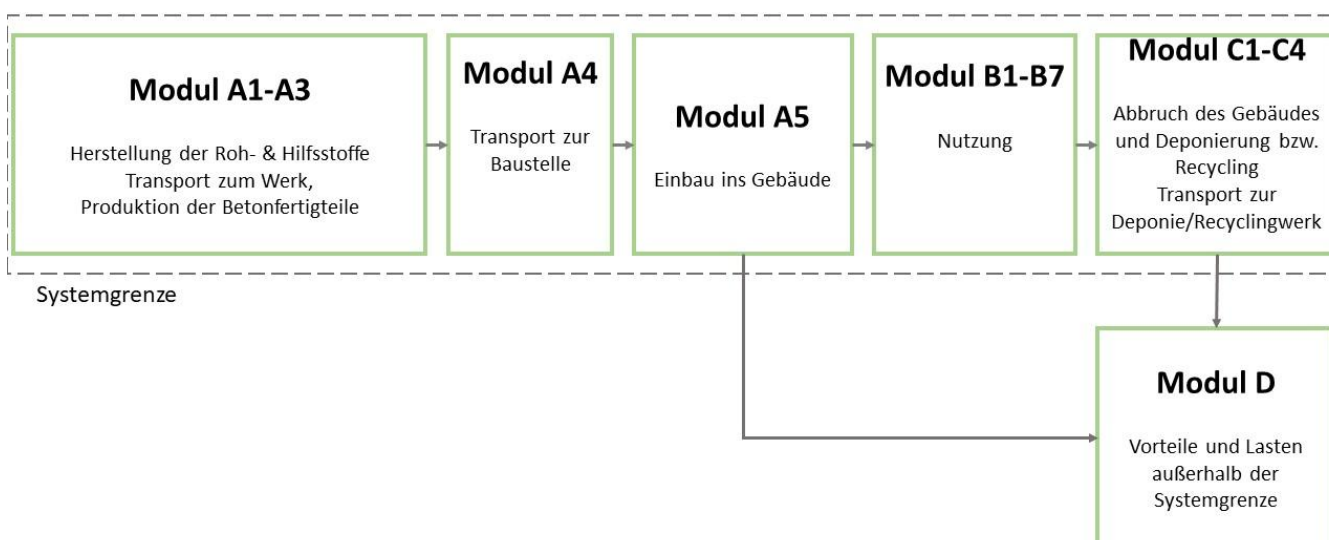 Modul A1-A3
Herstellung der Roh- & Hilfsstoffe
Transport zum Werk,
Produktion der Betonfertigteile
Modul A4
Transport zur
Baustelle
Modul A5
Einbau ins Gebäude
Modul B1-B7
Nutzung
Modul C1-C4
Abbruch des Gebäudes
und Deponierung bzw.
Recycling
Transport zur
Deponie/Recyclingwerk
Systemgrenze
Modul D
Vorteile und Lasten
außerhalb der
Systemgrenze